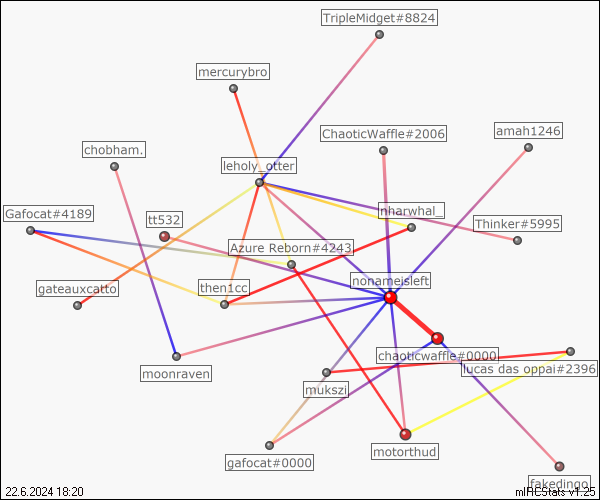 TripleMidget#8824
mercurybro
ChaoticWaffle#2006
amah1246
chobham.
leholy_otter
Gafocat#4189
tt532
nharwhal_
Thinker#5995
Azure Reborn#4243
gateauxcatto
then1cc
nonameisleft
moonraven
chaoticwaffle#0000
lucas das oppai#2396
mukszi
motorthud
gafocat#0000
fakedingo
22.6.2024 18:20
mIRCStats v1.25